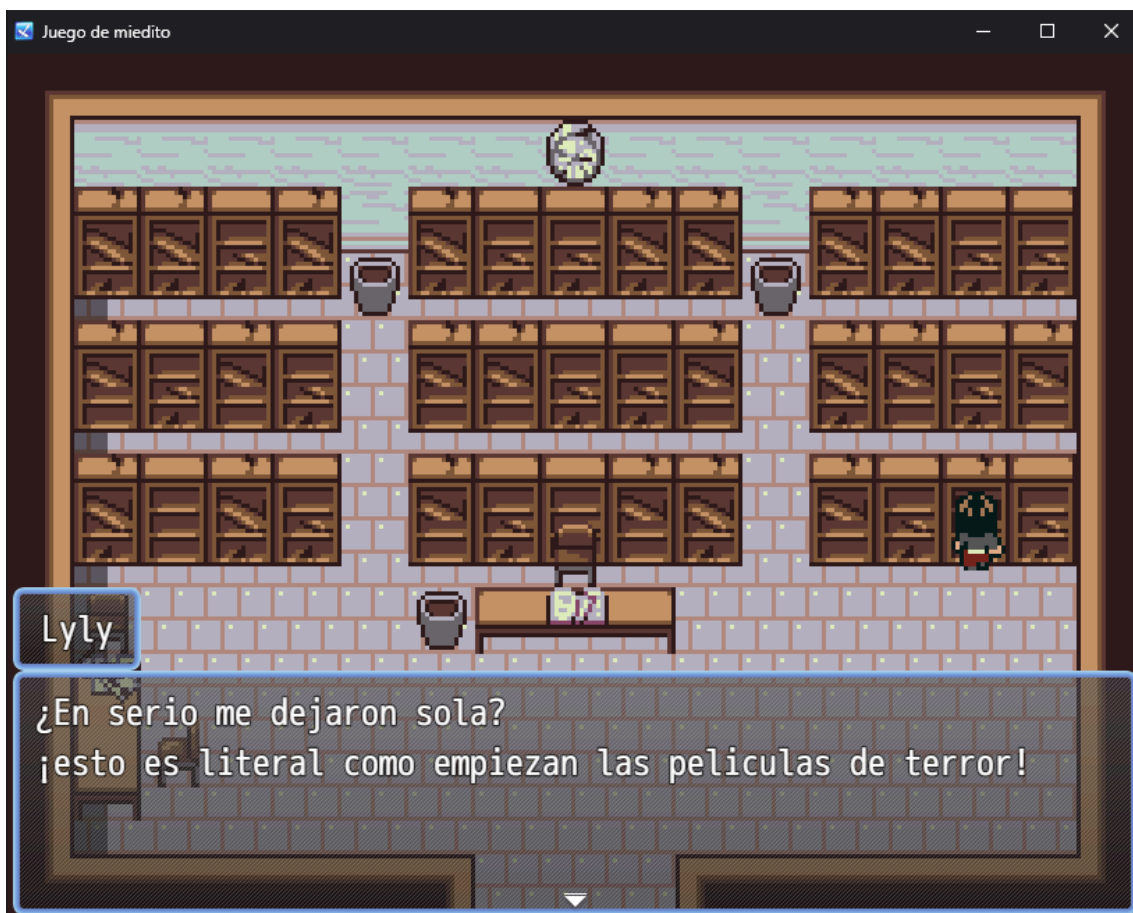 Juego de miedito
Lyly
¿En serio me dejaron sola?
¡esto es literal como empiezan las peliculas de terror!